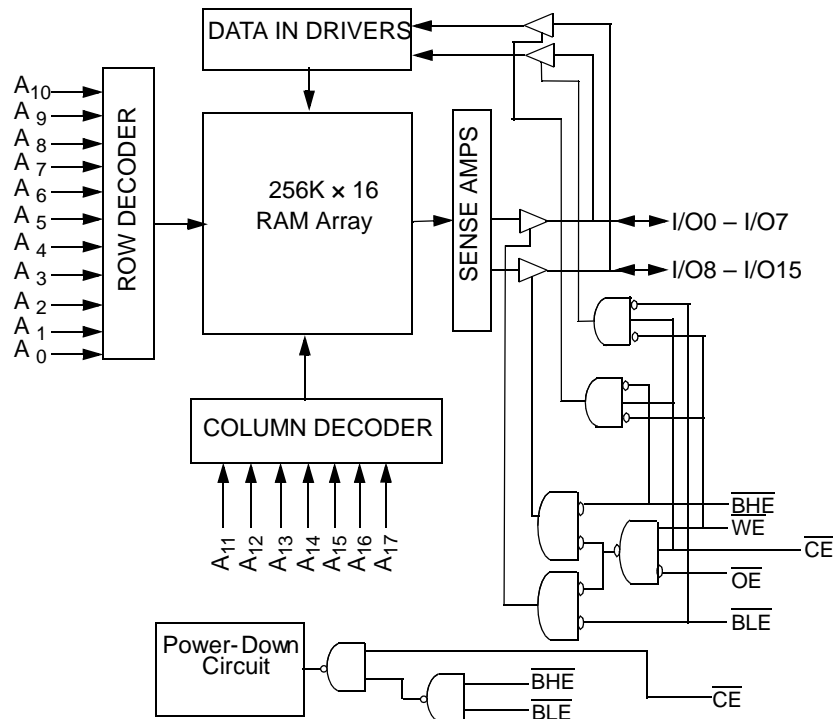 DATA IN DRIVERS
A10
A9
A8
A7
A6
A5
A4
A3
A2
A1
A0
ROW DECODER
256K × 16
RAM Array
SENSE AMPS
I/O0 – I/O7
I/O8 – I/O15
COLUMN DECODER
A11
A12
A13
A14
A15
A16
A17
BHE
WE
CE
OE
BLE
Power-Down
Circuit
BHE
BLE
CE